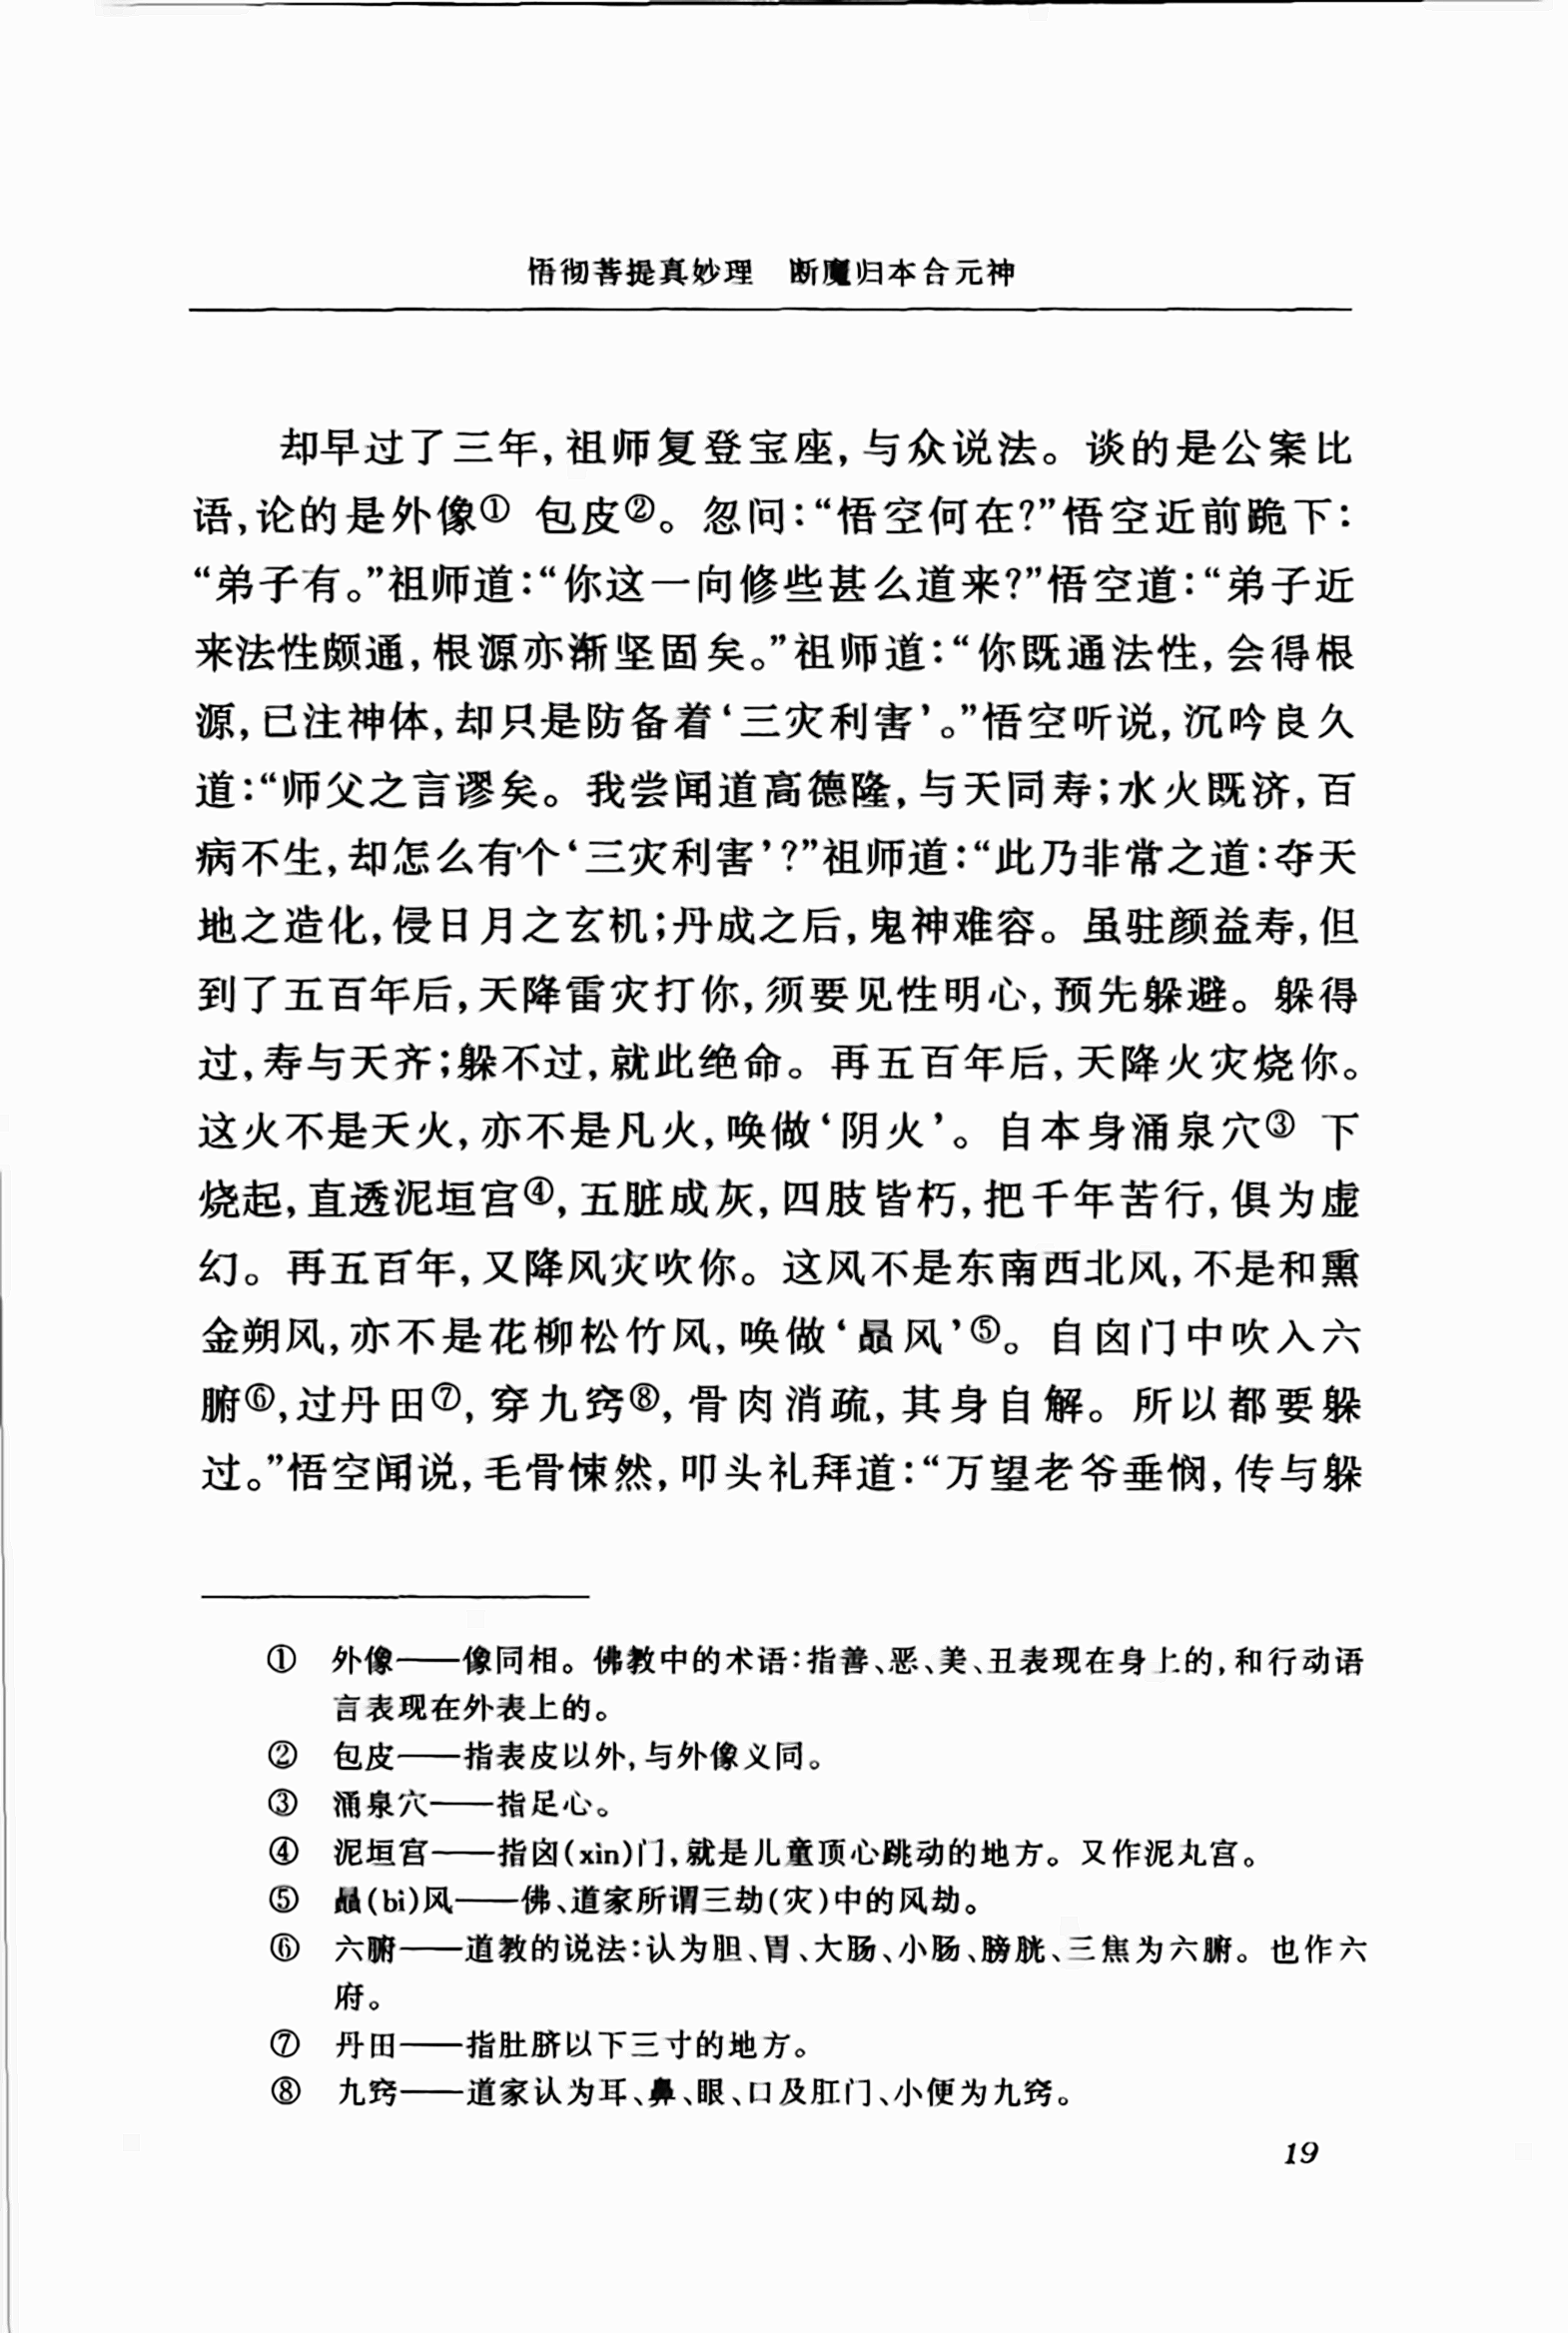 悟彻菩提真妙理　断魔归本合元神
却早过了三年,祖师复登宝座,与众说法。谈的是公案比
语,论的是外像① 包皮②。忽问:“悟空何在?”悟空近前跪下:
“弟子有。”祖师道:“你这一向修些甚么道来?”悟空道:“弟子近
来法性颇通,根源亦渐坚固矣。”祖师道:“你既通法性,会得根
源,已注神体,却只是防备着‘三灾利害’。”悟空听说,沉吟良久
道:“师父之言谬矣。我尝闻道高德隆,与天同寿;水火既济,百
病不生,却怎么有个‘三灾利害’?”祖师道:“此乃非常之道:夺天
地之造化,侵日月之玄机;丹成之后,鬼神难容。虽驻颜益寿,但
到了五百年后,天降雷灾打你,须要见性明心,预先躲避。躲得
过,寿与天齐;躲不过,就此绝命。再五百年后,天降火灾烧你。
这火不是天火,亦不是凡火,唤做‘阴火’。自本身涌泉穴③ 下
烧起,直透泥垣宫④,五脏成灰,四肢皆朽,把千年苦行,俱为虚
幻。再五百年,又降风灾吹你。这风不是东南西北风,不是和熏
金朔风,亦不是花柳松竹风,唤做‘赑风’⑤。自囟门中吹入六
腑⑥,过丹田⑦,穿九窍⑧,骨肉消疏,其身自解。所以都要躲
过。”悟空闻说,毛骨悚然,叩头礼拜道:“万望老爷垂悯,传与躲
① 外像——像同相。佛教中的术语:指善、恶、美、丑表现在身上的,和行动语
言表现在外表上的。
② 包皮——指表皮以外,与外像义同。
③ 涌泉穴——指足心。
④ 泥垣宫——指囟(xìn)门,就是儿童顶心跳动的地方。又作泥丸宫。
⑤ 赑(bì)风——佛、道家所谓三劫(灾)中的风劫。
⑥ 六腑——道教的说法:认为胆、胃、大肠、小肠、膀胱、三焦为六腑。也作六
府。
⑦ 丹田——指肚脐以下三寸的地方。
⑧ 九窍——道家认为耳、鼻、眼、口及肛门、小便为九窍。
19